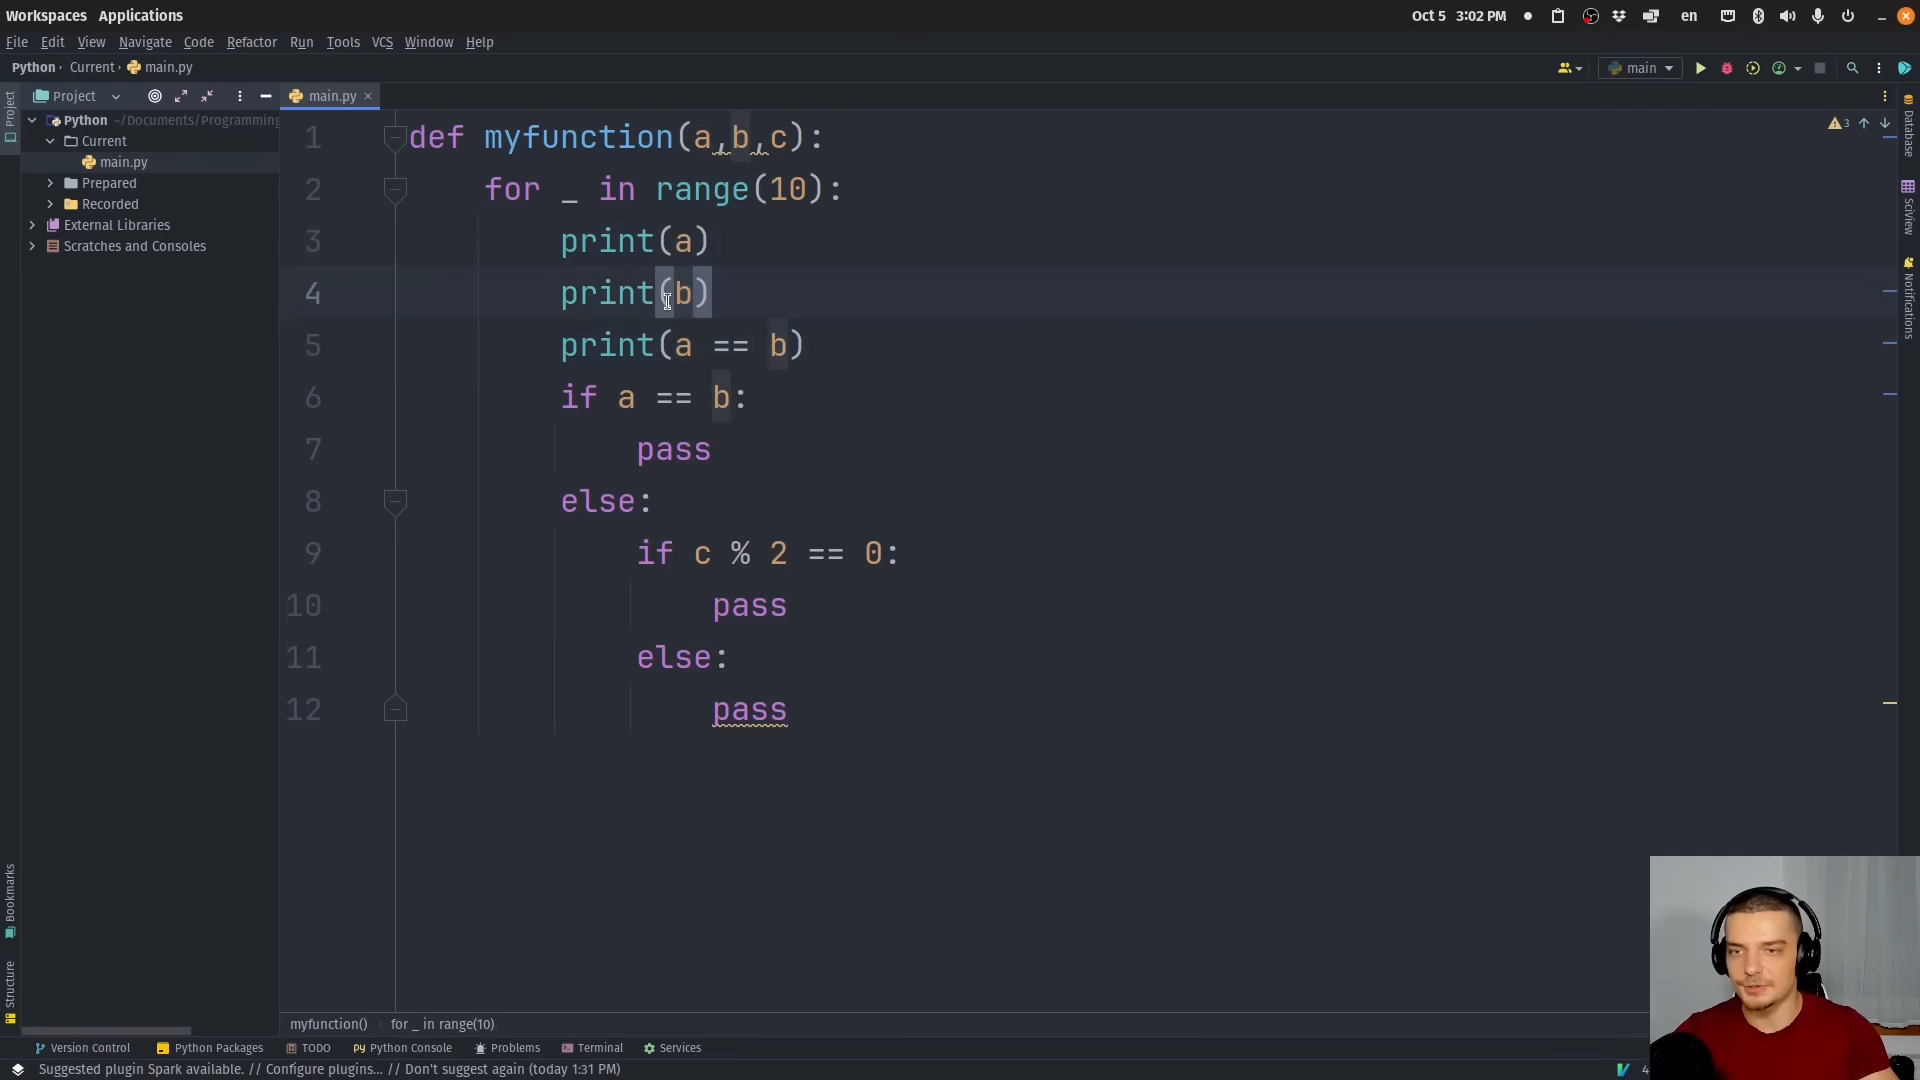 Workspaces Applications
Oct 5 3:02 PM
en
File Edit View Navigate Code Refactor Run Tools VCS Window Help
Python Current main.py
main
Project
main.py
Python ~/Documents/Programming
Current
main.py
Prepared
Recorded
External Libraries
Scratches and Consoles
3
1 def myfunction(a,b,c):
2 for _ in range(10):
3 print(a)
4 print(b)
5 print(a == b)
6 if a == b:
7 pass
8 else:
9 if c % 2 == 0:
10 pass
11 else:
12 pass
Project
Bookmarks
Structure
Database
SciView
Notifications
myfunction() for _ in range(10)
Version Control Python Packages TODO Python Console Problems Terminal Services
Suggested plugin Spark available. // Configure plugins... // Don't suggest again (today 1:31 PM)
4